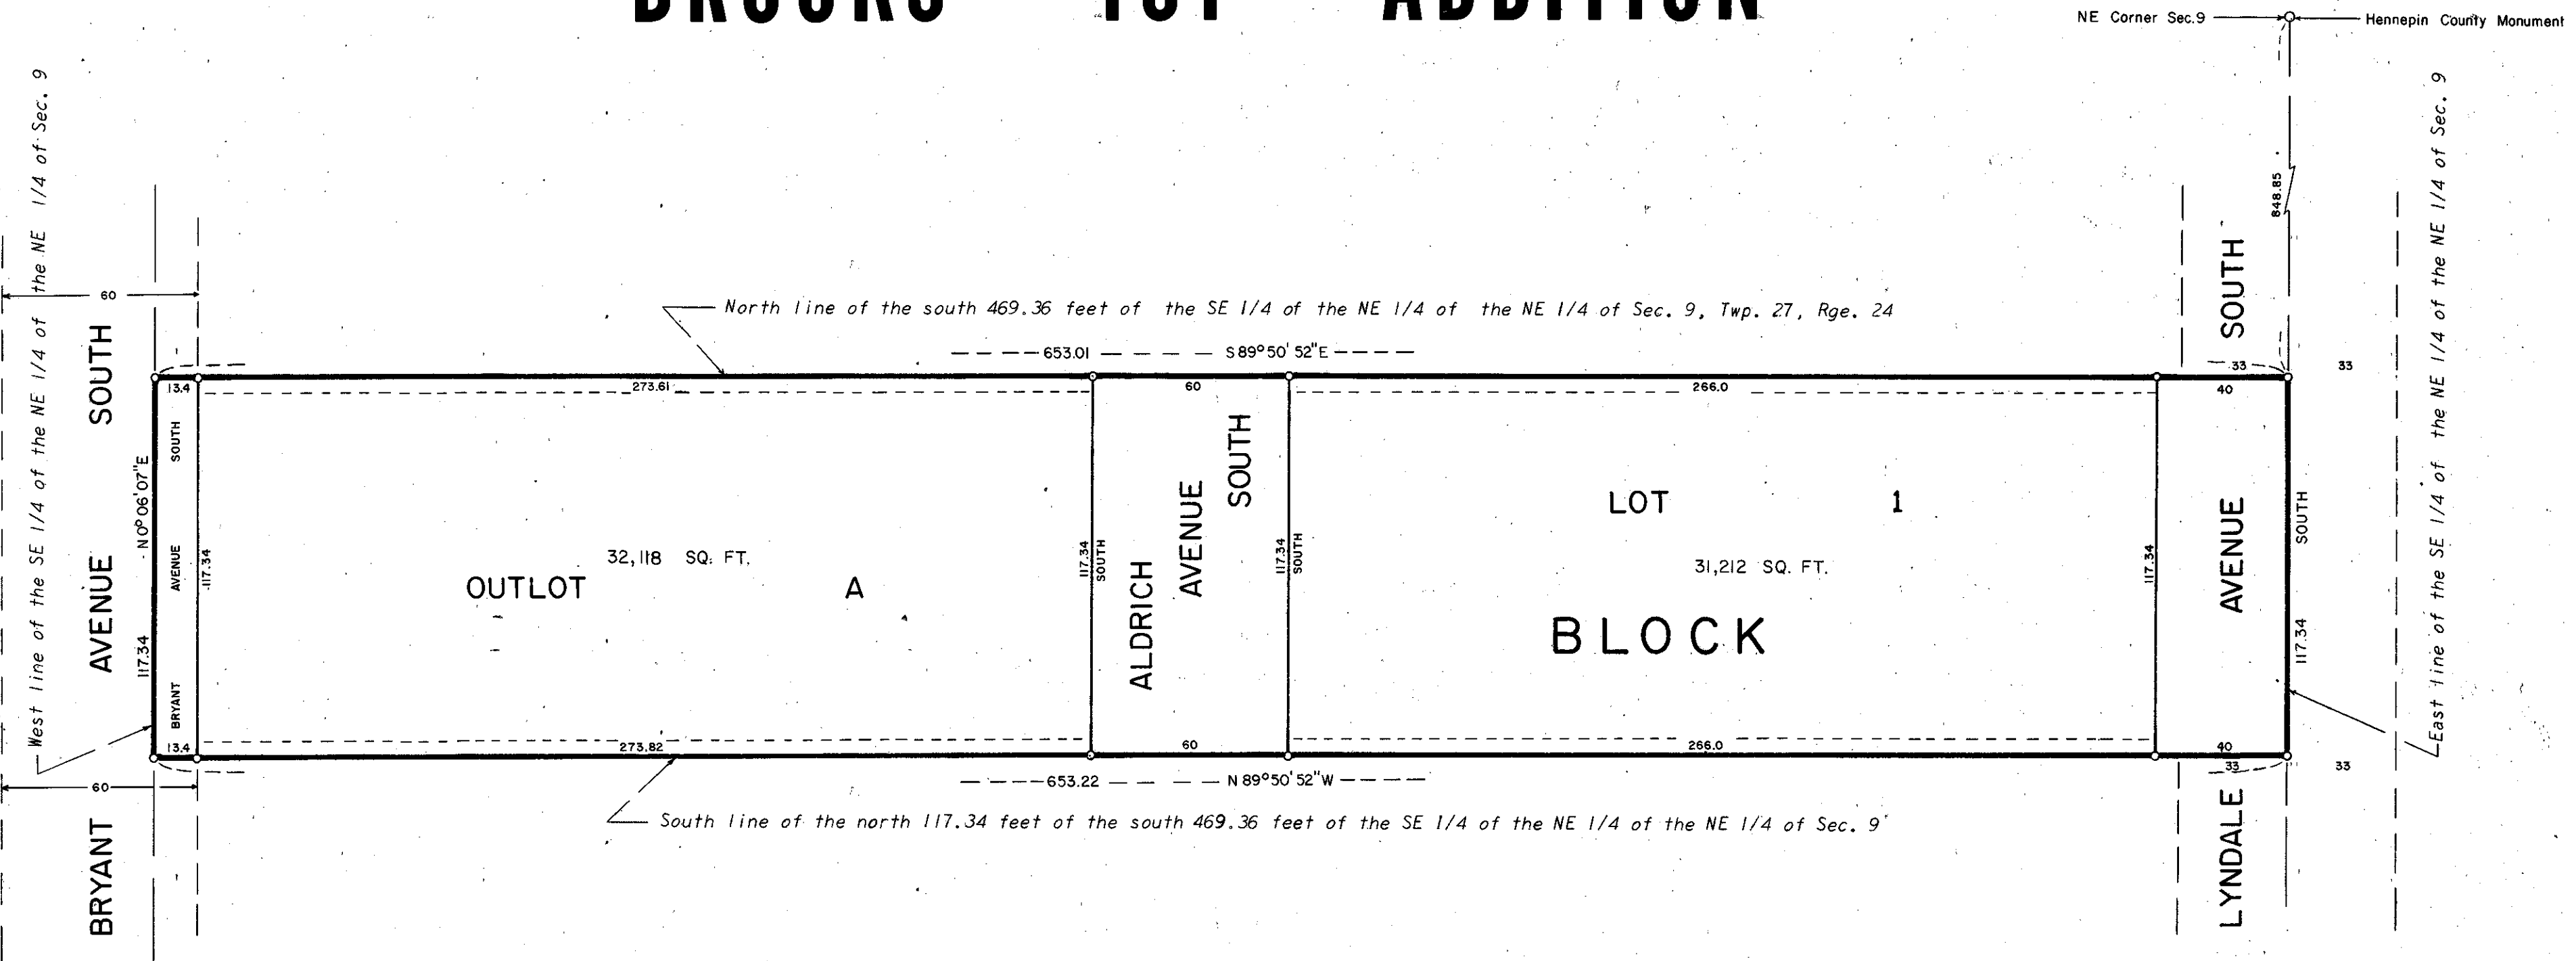 BROOKS 1ST ADDITION
NE Corner Sec.9
Hennepin County Monument
West line of the SE 1/4 of the NE 1/4 of the NE 1/4 of Sec. 9
East line of the SE 1/4 of the NE 1/4 of the NE 1/4 of Sec. 9
848.85
60
North line of the south 469.36 feet of the SE 1/4 of the NE 1/4 of the NE 1/4 of Sec. 9, Twp. 27, Rge. 24
653.01 S 89°50'52"E
33
33
13.4
273.61
60
266.0
40
BRYANT AVENUE SOUTH
N 0°06'07"E
117.34
BRYANT AVENUE SOUTH
117.34
32,118 SQ. FT.
OUTLOT A
117.34
SOUTH
ALDRICH AVENUE SOUTH
117.34
SOUTH
LOT 1
31,212 SQ. FT.
BLOCK
117.34
LYNDALE AVENUE SOUTH
SOUTH
117.34
13.4
273.82
60
266.0
40
33
33
60
653.22 N 89°50'52"W
South line of the north 117.34 feet of the south 469.36 feet of the SE 1/4 of the NE 1/4 of the NE 1/4 of Sec. 9